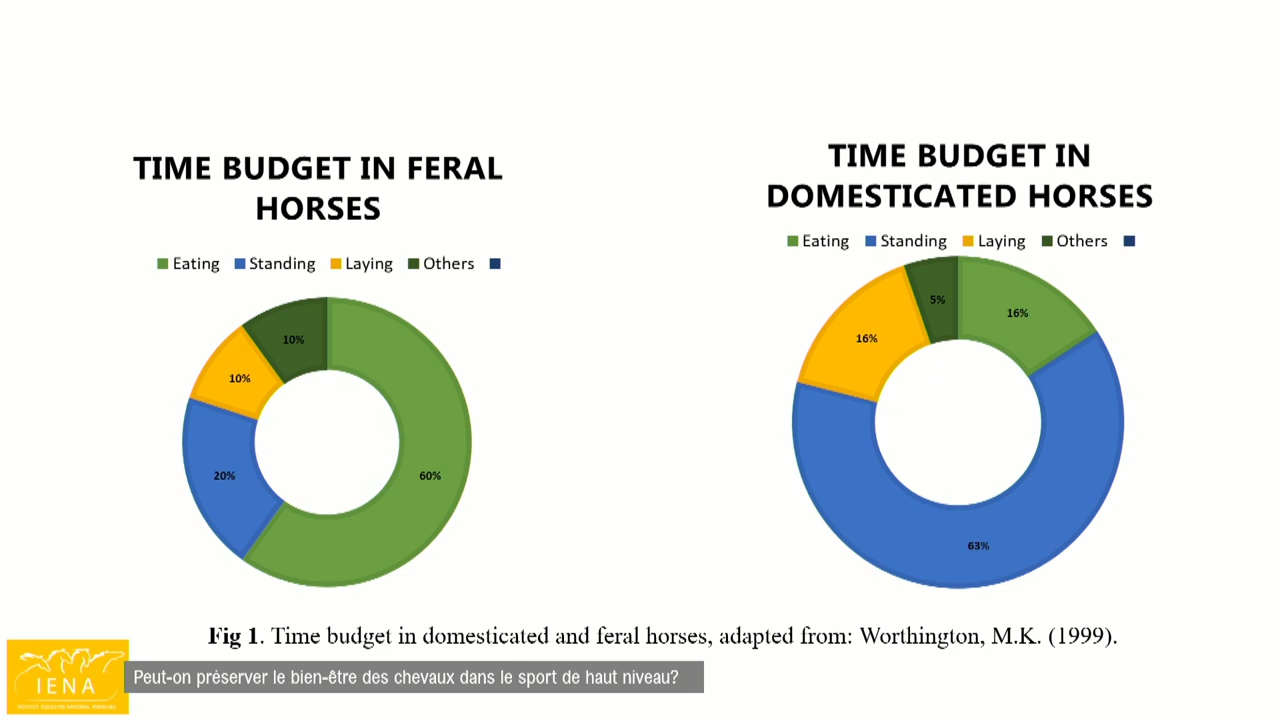 TIME BUDGET IN FERAL
HORSES
Eating Standing Laying Others
10%
10%
20%
60%
TIME BUDGET IN
DOMESTICATED HORSES
Eating Standing Laying Others
5%
16%
16%
63%
Fig 1. Time budget in domesticated and feral horses, adapted from: Worthington, M.K. (1999).
IENA
Peut-on préserver le bien-être des chevaux dans le sport de haut niveau?